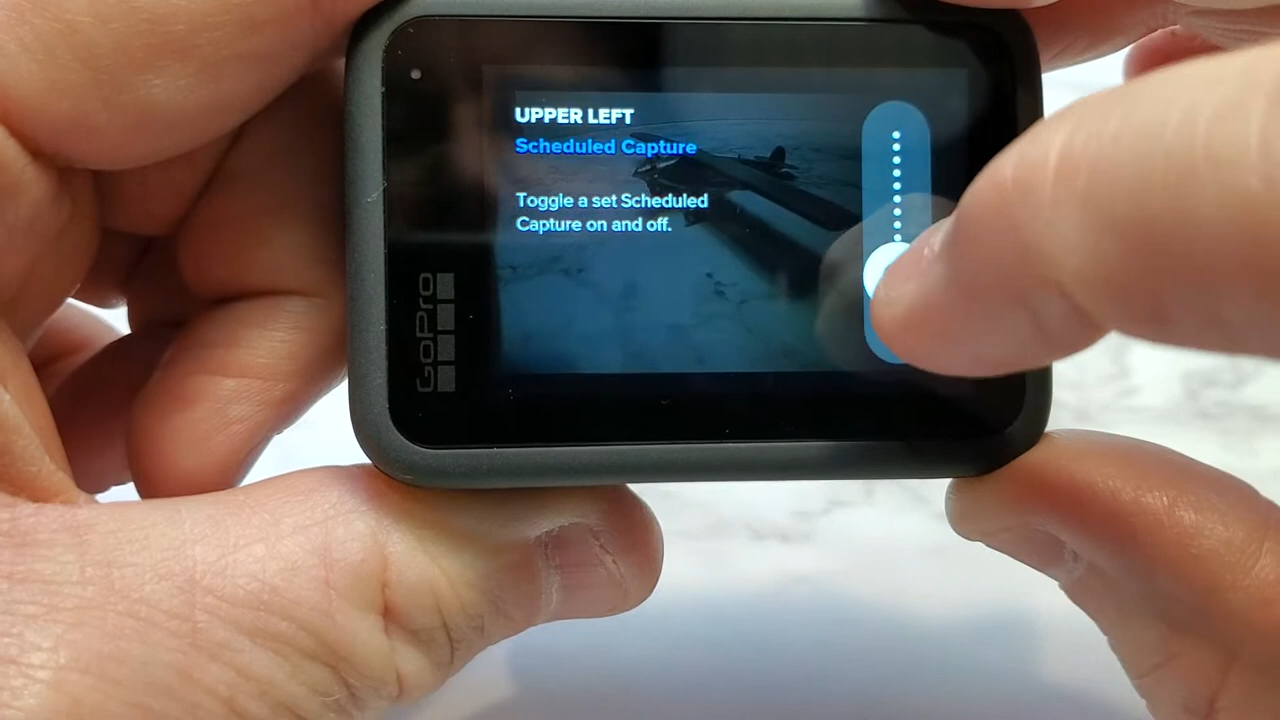 UPPER LEFT
Scheduled Capture
Toggle a set Scheduled
Capture on and off.
GoPro